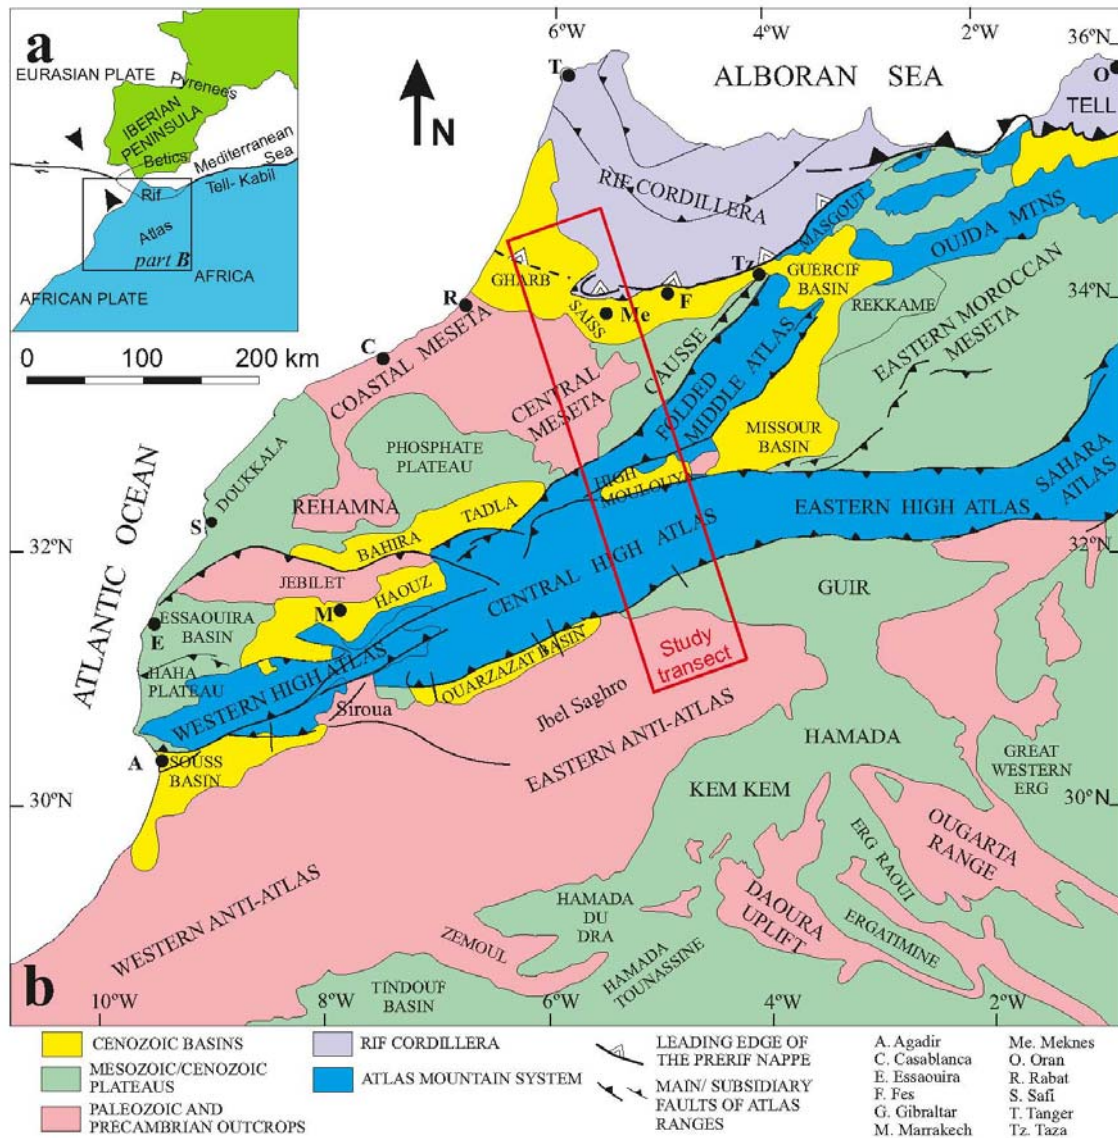 a
EURASIAN PLATE
Pyrenees
IBERIAN
PENINSULA
Betics
Mediterranean
Sea
Rif
Tell-Kabil
Atlas
part B
AFRICA
AFRICAN PLATE
0 100 200 km
6ºW
4ºW
2ºW
36ºN
N
T
ALBORAN SEA
O
TELL
RIF CORDILLERA
MASGOUT
OUJDA MTNS
GHARB
Tz
GUERCIF
BASIN
34ºN
R
SAISS
Me
F
REKKAME
C
COASTAL MESETA
CAUSSE
FOLDED
MIDDLE ATLAS
EASTERN MOROCCAN
MESETA
CENTRAL
MESETA
MISSOUR
BASIN
PHOSPHATE
PLATEAU
DOUKKALA
HIGH
MOULOUYA
SAHARA
ATLAS
REHAMNA
TADLA
EASTERN HIGH ATLAS
S
ATLANTIC OCEAN
32ºN
BAHIRA
CENTRAL HIGH ATLAS
32ºN
JEBILET
GUIR
M
HAOUZ
ESSAOUIRA
BASIN
E
HAHA
PLATEAU
WESTERN HIGH ATLAS
OUARZAZAT BASIN
Study
transect
Siroua
Jbel Saghro
EASTERN ANTI-ATLAS
HAMADA
A
SOUSS
BASIN
GREAT
WESTERN
ERG
30ºN
KEM KEM
30ºN
OUGARTA
RANGE
ERG RAOUI
WESTERN ANTI-ATLAS
HAMADA
DU
DRA
DAOURA
UPLIFT
ERGATIMINE
ZEMOUL
HAMADA
TOUNASSINE
TINDOUF
BASIN
b
10ºW
8ºW
6ºW
4ºW
2ºW
CENOZOIC BASINS
MESOZOIC/CENOZOIC
PLATEAUS
PALEOZOIC AND
PRECAMBRIAN OUTCROPS
RIF CORDILLERA
ATLAS MOUNTAIN SYSTEM
LEADING EDGE OF
THE PRERIF NAPPE
MAIN/ SUBSIDIARY
FAULTS OF ATLAS
RANGES
A. Agadir
C. Casablanca
E. Essaouira
F. Fes
G. Gibraltar
M. Marrakech
Me. Meknes
O. Oran
R. Rabat
S. Safi
T. Tanger
Tz. Taza